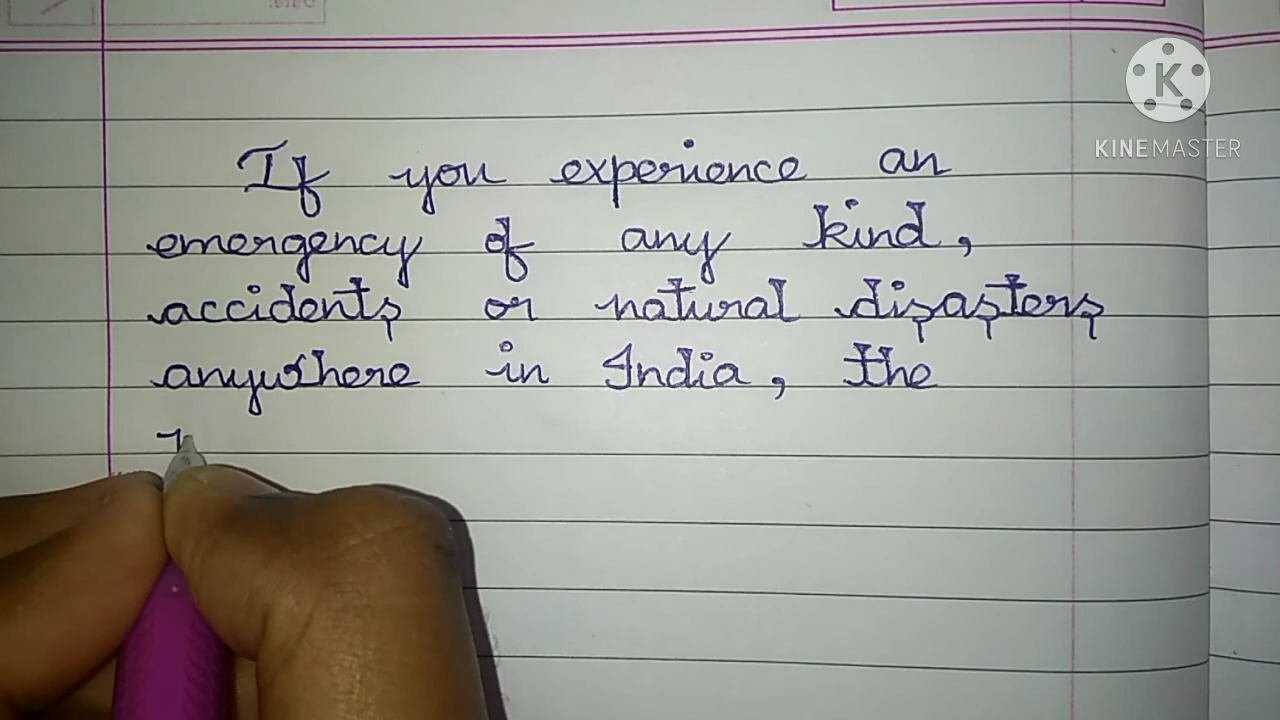 K
KINEMASTER
If you experience an
emergency of any kind,
accidents or natural disasters
anywhere in India, the